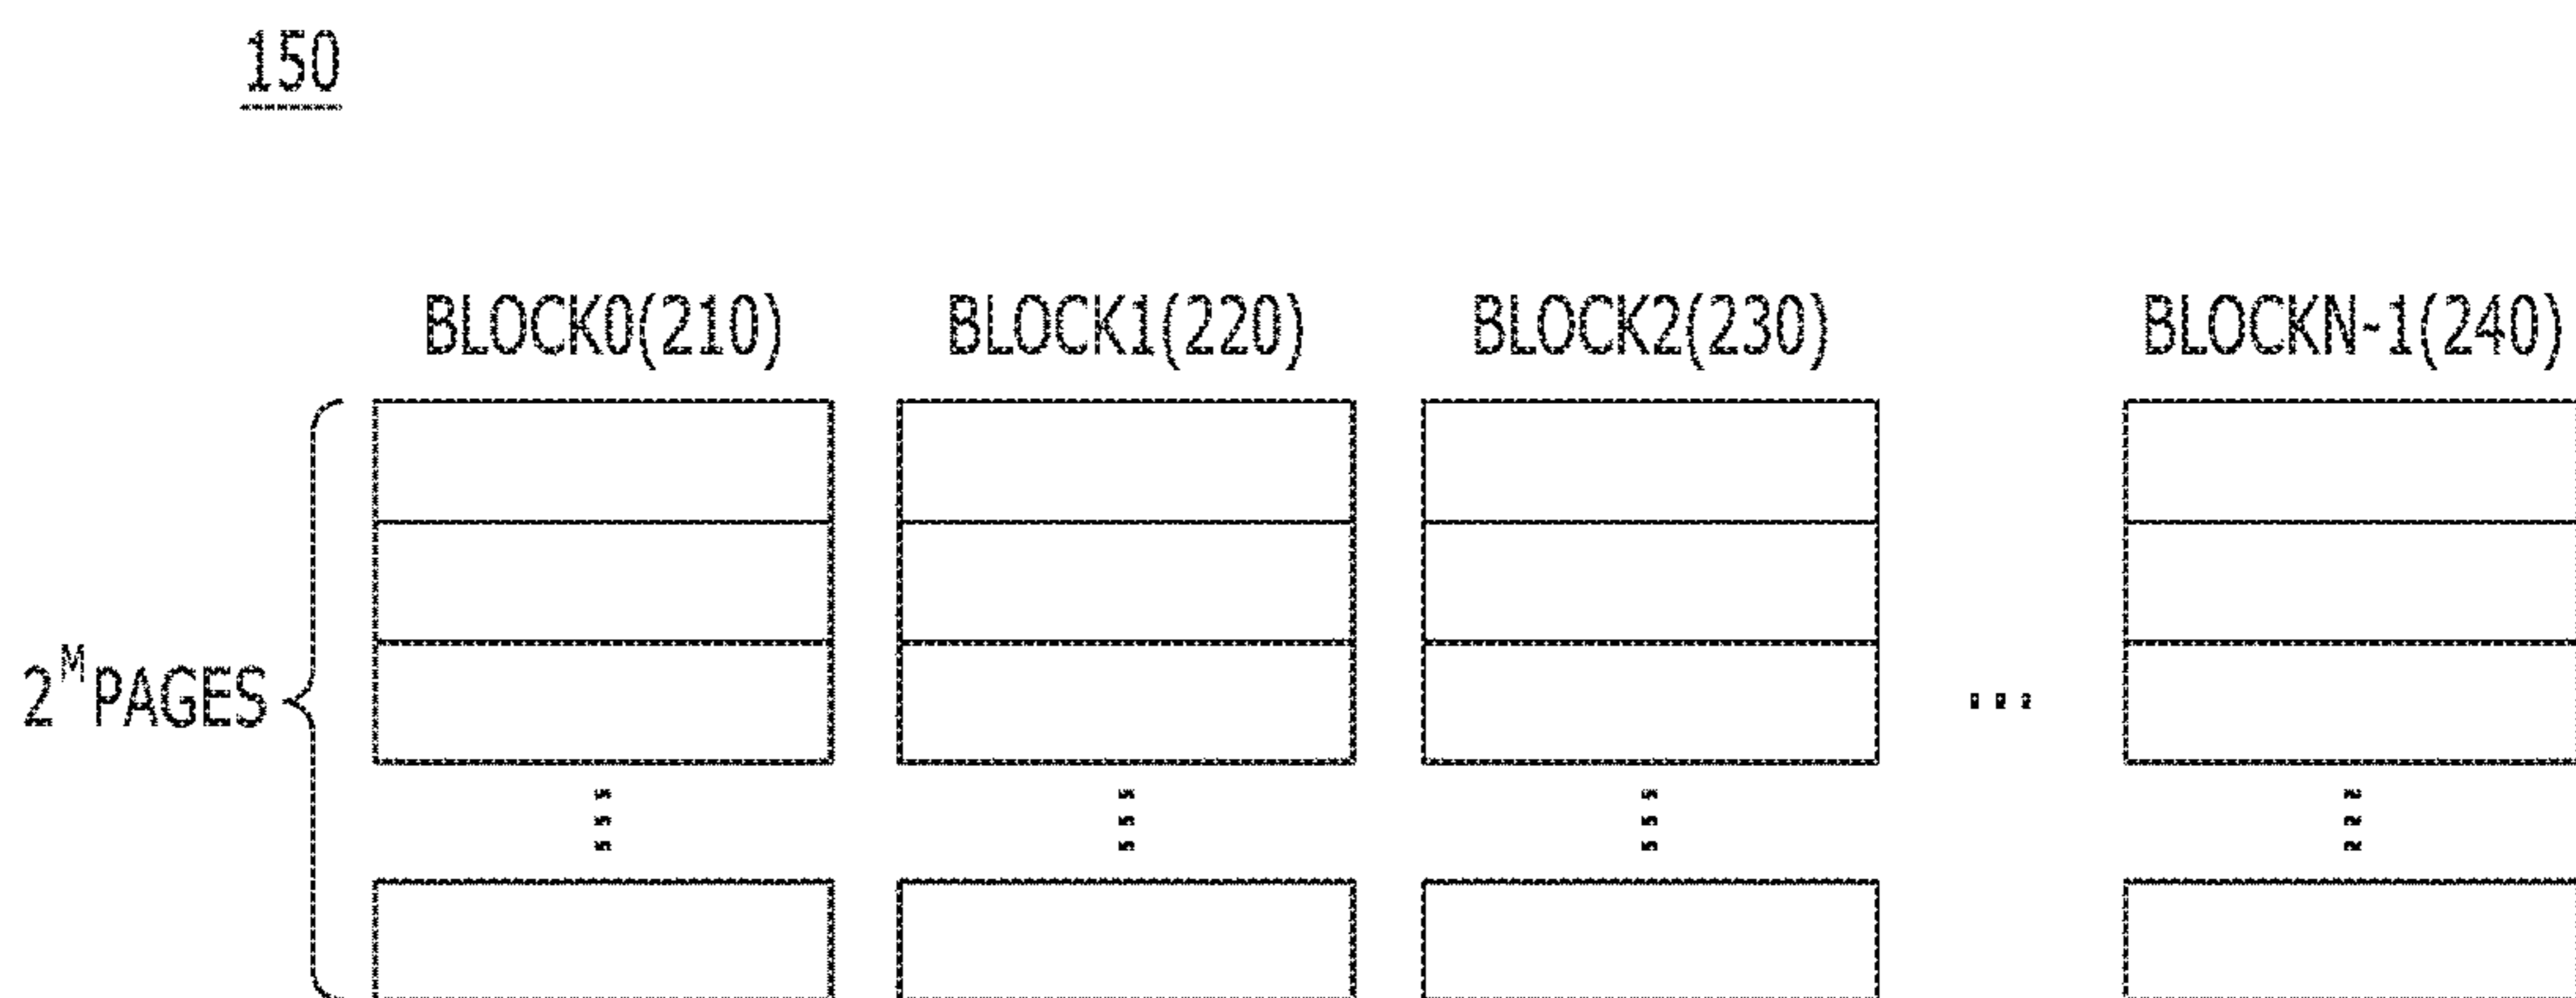 150
BLOCK0(210) BLOCK1(220) BLOCK2(230) BLOCKN-1(240)
2^M PAGES
...